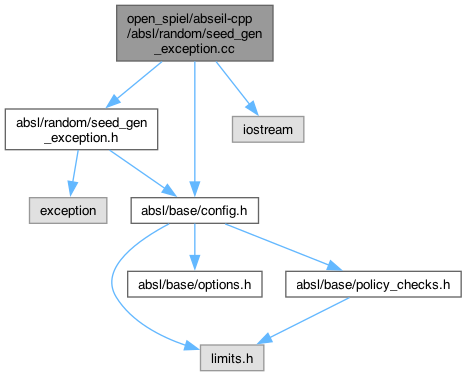 open_spiel/abseil-cpp
/absl/random/seed_gen
_exception.cc
absl/random/seed_gen
_exception.h
iostream
exception
absl/base/config.h
absl/base/options.h
absl/base/policy_checks.h
limits.h